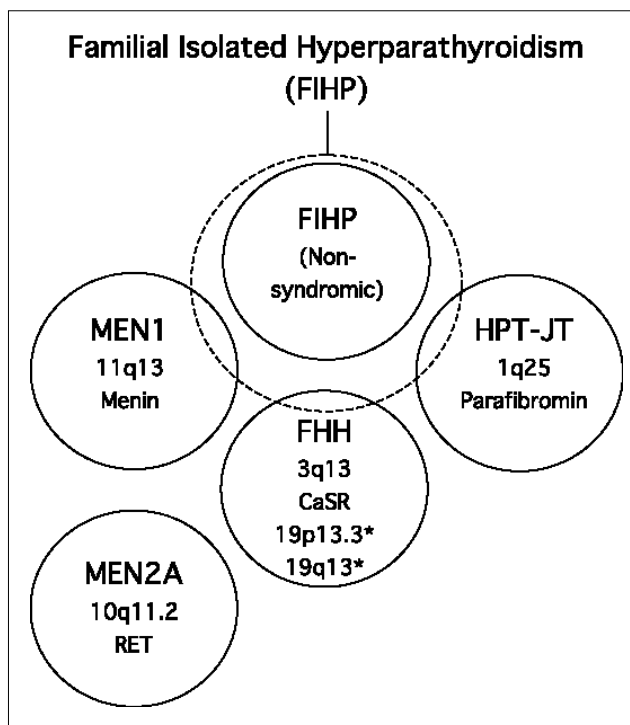 Familial Isolated Hyperparathyroidism
(FIHP)
FIHP
(Non-
syndromic)
MEN1
11q13
Menin
HPT-JT
1q25
Parafibromin
FHH
3q13
CaSR
19p13.3*
19q13*
MEN2A
10q11.2
RET